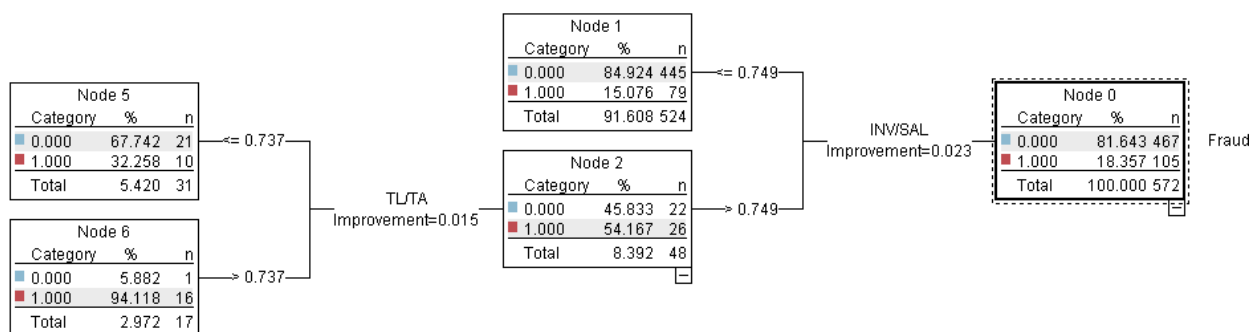 Node 1
Category % n
0.000 84.924 445
1.000 15.076 79
Total 91.608 524
<= 0.749
Node 5
Category % n
0.000 67.742 21
1.000 32.258 10
Total 5.420 31
<= 0.737
Node 0
Category % n
0.000 81.643 467
1.000 18.357 105
Total 100.000 572
Fraud
INV/SAL
Improvement=0.023
Node 2
Category % n
0.000 45.833 22
1.000 54.167 26
Total 8.392 48
> 0.749
TL/TA
Improvement=0.015
Node 6
Category % n
0.000 5.882 1
1.000 94.118 16
Total 2.972 17
> 0.737